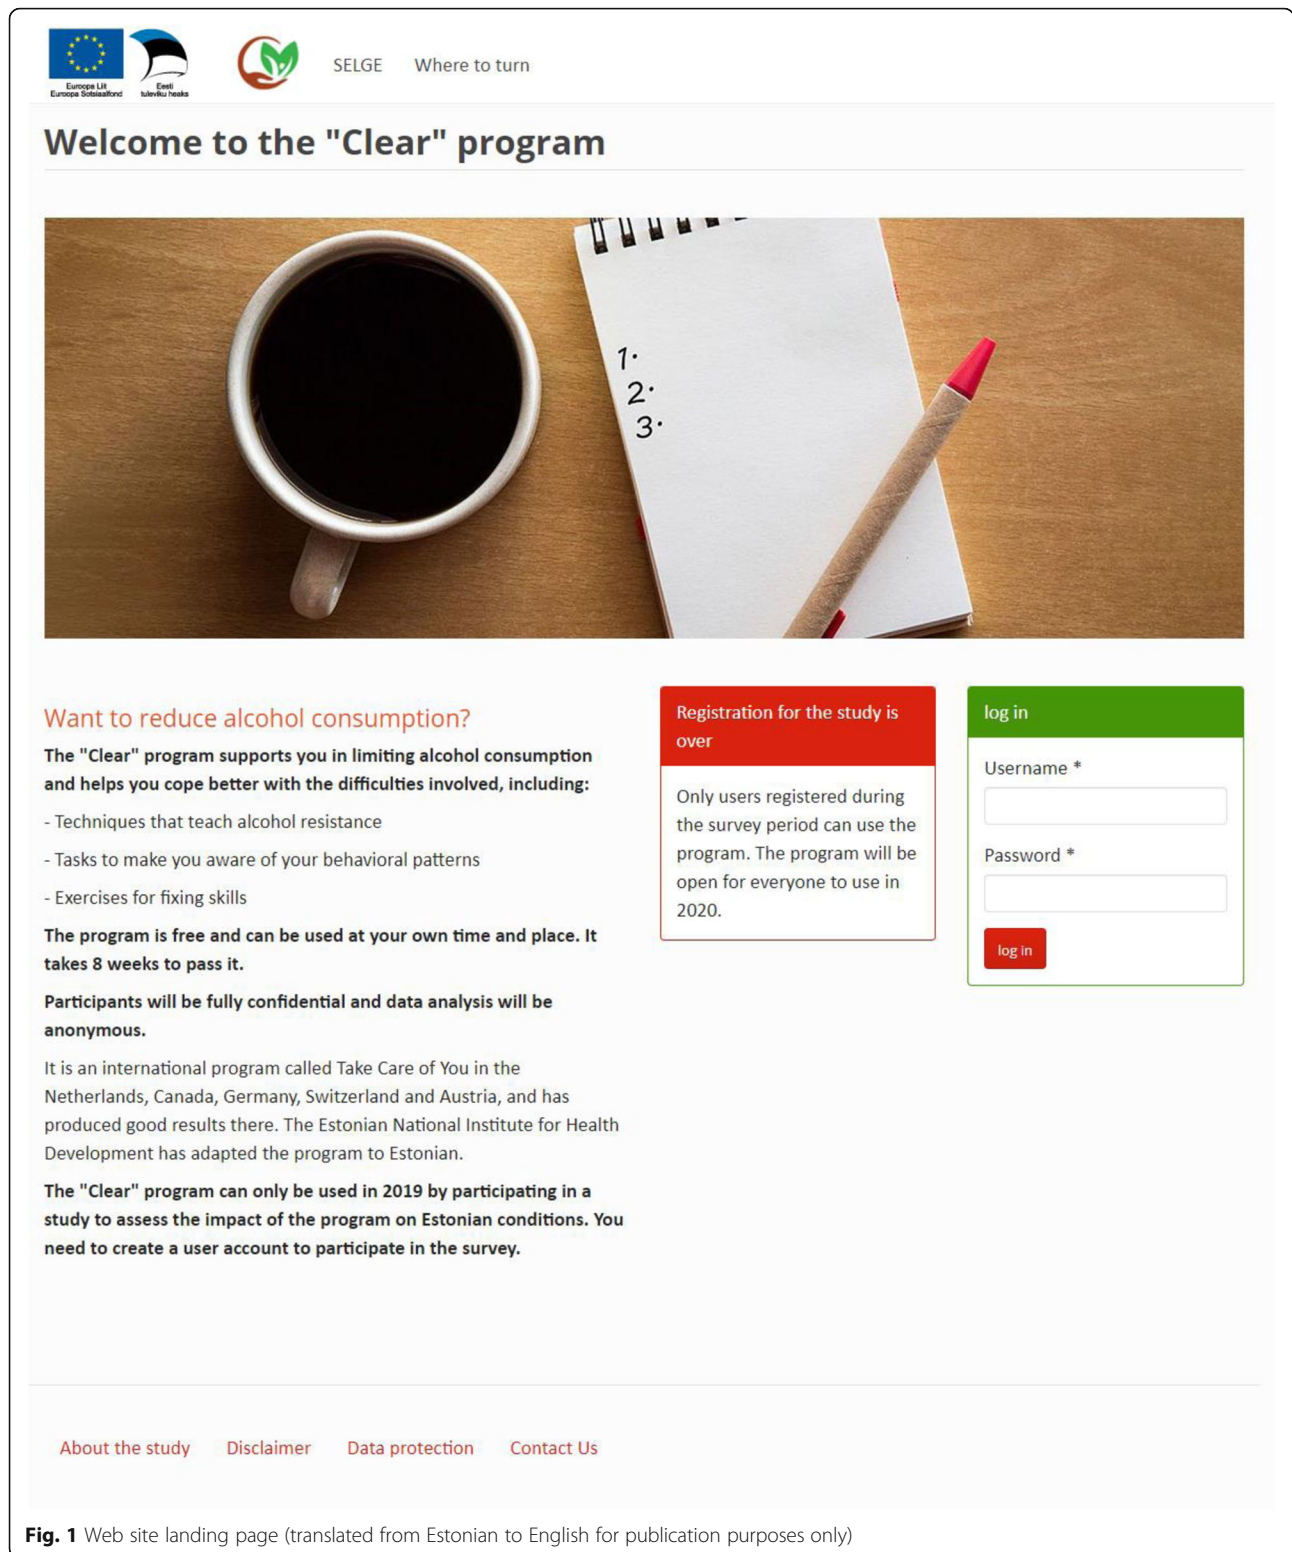 Euroopa Liit
Euroopa Sotsiaalfond
Eesti
tuleviku heaks
SELGE
Where to turn
Welcome to the "Clear" program
1.
2.
3.
Want to reduce alcohol consumption?
The "Clear" program supports you in limiting alcohol consumption
and helps you cope better with the difficulties involved, including:
- Techniques that teach alcohol resistance
- Tasks to make you aware of your behavioral patterns
- Exercises for fixing skills
The program is free and can be used at your own time and place. It
takes 8 weeks to pass it.
Participants will be fully confidential and data analysis will be
anonymous.
It is an international program called Take Care of You in the
Netherlands, Canada, Germany, Switzerland and Austria, and has
produced good results there. The Estonian National Institute for Health
Development has adapted the program to Estonian.
The "Clear" program can only be used in 2019 by participating in a
study to assess the impact of the program on Estonian conditions. You
need to create a user account to participate in the survey.
Registration for the study is
over
Only users registered during
the survey period can use the
program. The program will be
open for everyone to use in
2020.
log in
Username *
Password *
log in
About the study
Disclaimer
Data protection
Contact Us
Fig. 1 Web site landing page (translated from Estonian to English for publication purposes only)